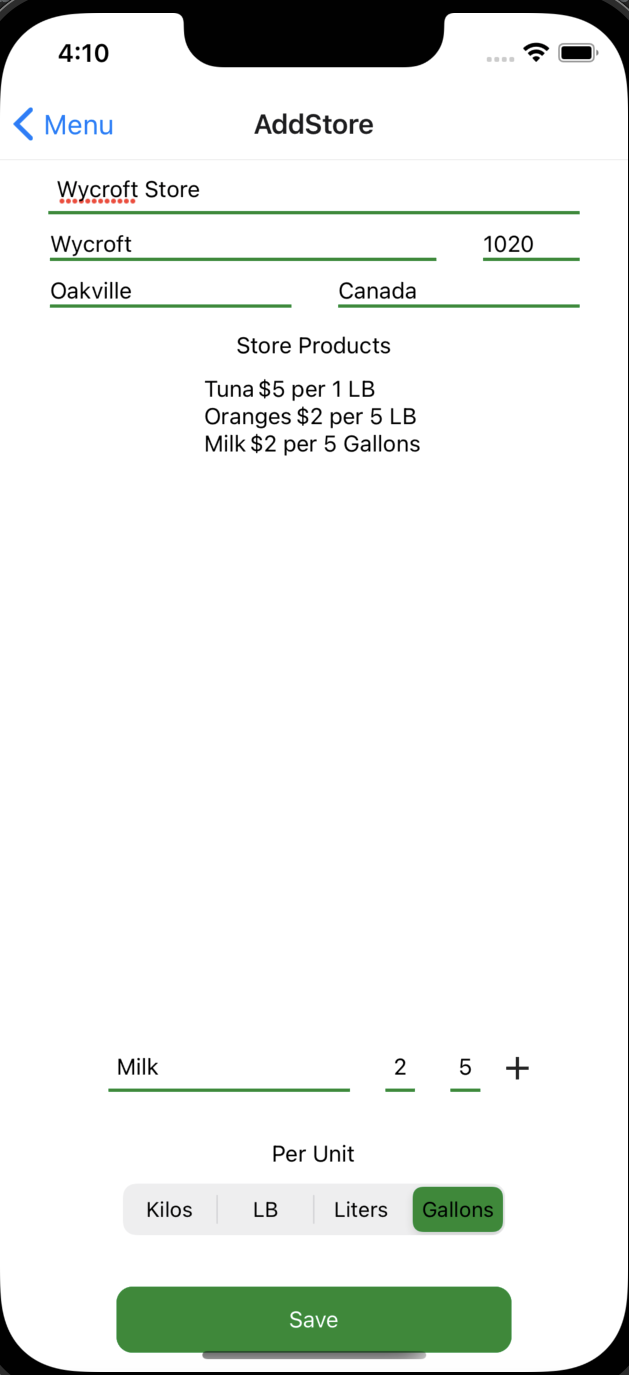 4:10
Menu AddStore
Wycroft Store
Wycroft 1020
Oakville Canada
Store Products
Tuna $5 per 1 LB
Oranges $2 per 5 LB
Milk $2 per 5 Gallons
Milk 2 5 +
Per Unit
Kilos LB Liters Gallons
Save